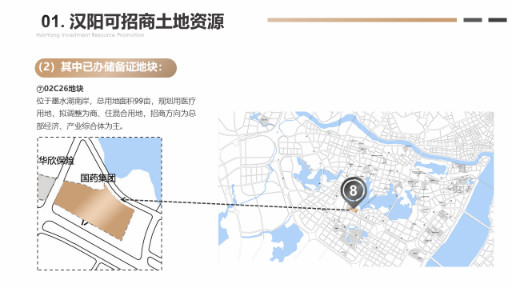 01. 汉阳可招商土地资源
Hanyang Investment Resource Promotion
（2）其中已办储备证地块：
⑦02C26地块
位于墨水湖南岸，总用地面积99亩，规划用医疗
用地，拟调整为商、住混合用地，招商方向为总
部经济、产业综合体为主。
华欣保险
国药集团
8